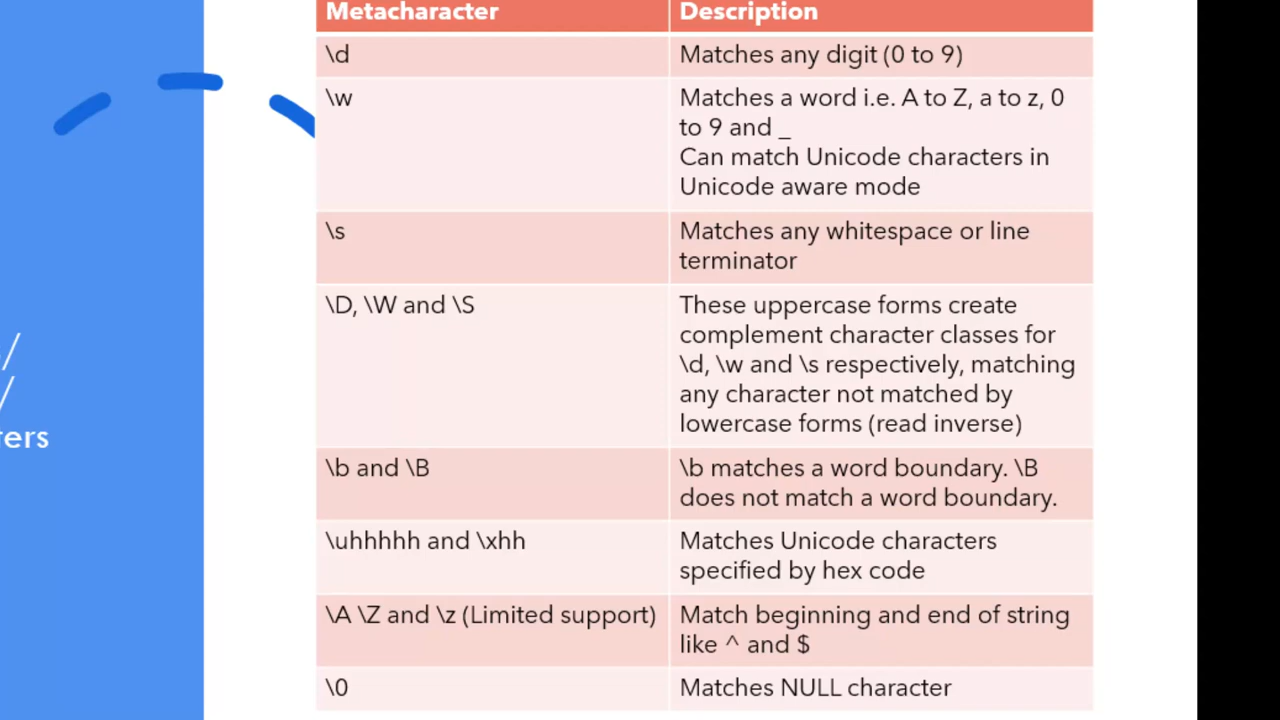 /
/
ters
Metacharacter Description
\d Matches any digit (0 to 9)
\w Matches a word i.e. A to Z, a to z, 0
to 9 and _
Can match Unicode characters in
Unicode aware mode
\s Matches any whitespace or line
terminator
\D, \W and \S These uppercase forms create
complement character classes for
\d, \w and \s respectively, matching
any character not matched by
lowercase forms (read inverse)
\b and \B \b matches a word boundary. \B
does not match a word boundary.
\uhhhhh and \xhh Matches Unicode characters
specified by hex code
\A \Z and \z (Limited support) Match beginning and end of string
like ^ and $
\0 Matches NULL character